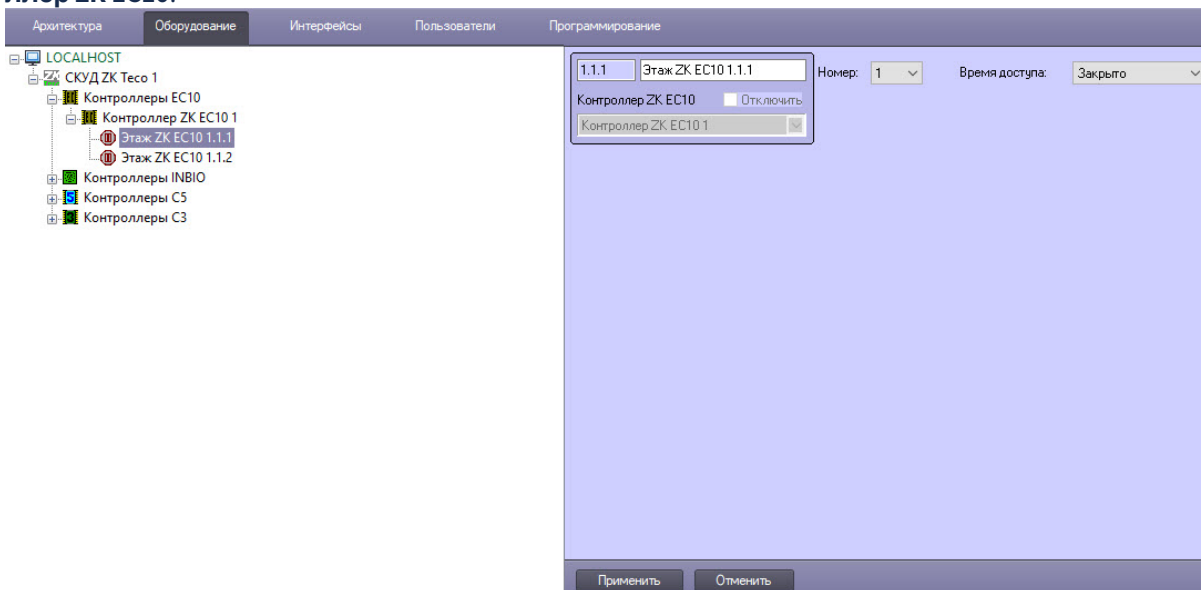 Архитектура Оборудование Интерфейсы Пользователи Программирование
LOCALHOST
СКУД ZK Teco 1
Контроллеры EC10
Контроллер ZK EC10 1
Этаж ZK EC10 1.1.1
Этаж ZK EC10 1.1.2
Контроллеры INBIO
Контроллеры C5
Контроллеры C3
1.1.1 Этаж ZK EC10 1.1.1 Номер: 1 Время доступа: Закрыто
Контроллер ZK EC10 Отключить
Контроллер ZK EC10 1
Применить Отменить